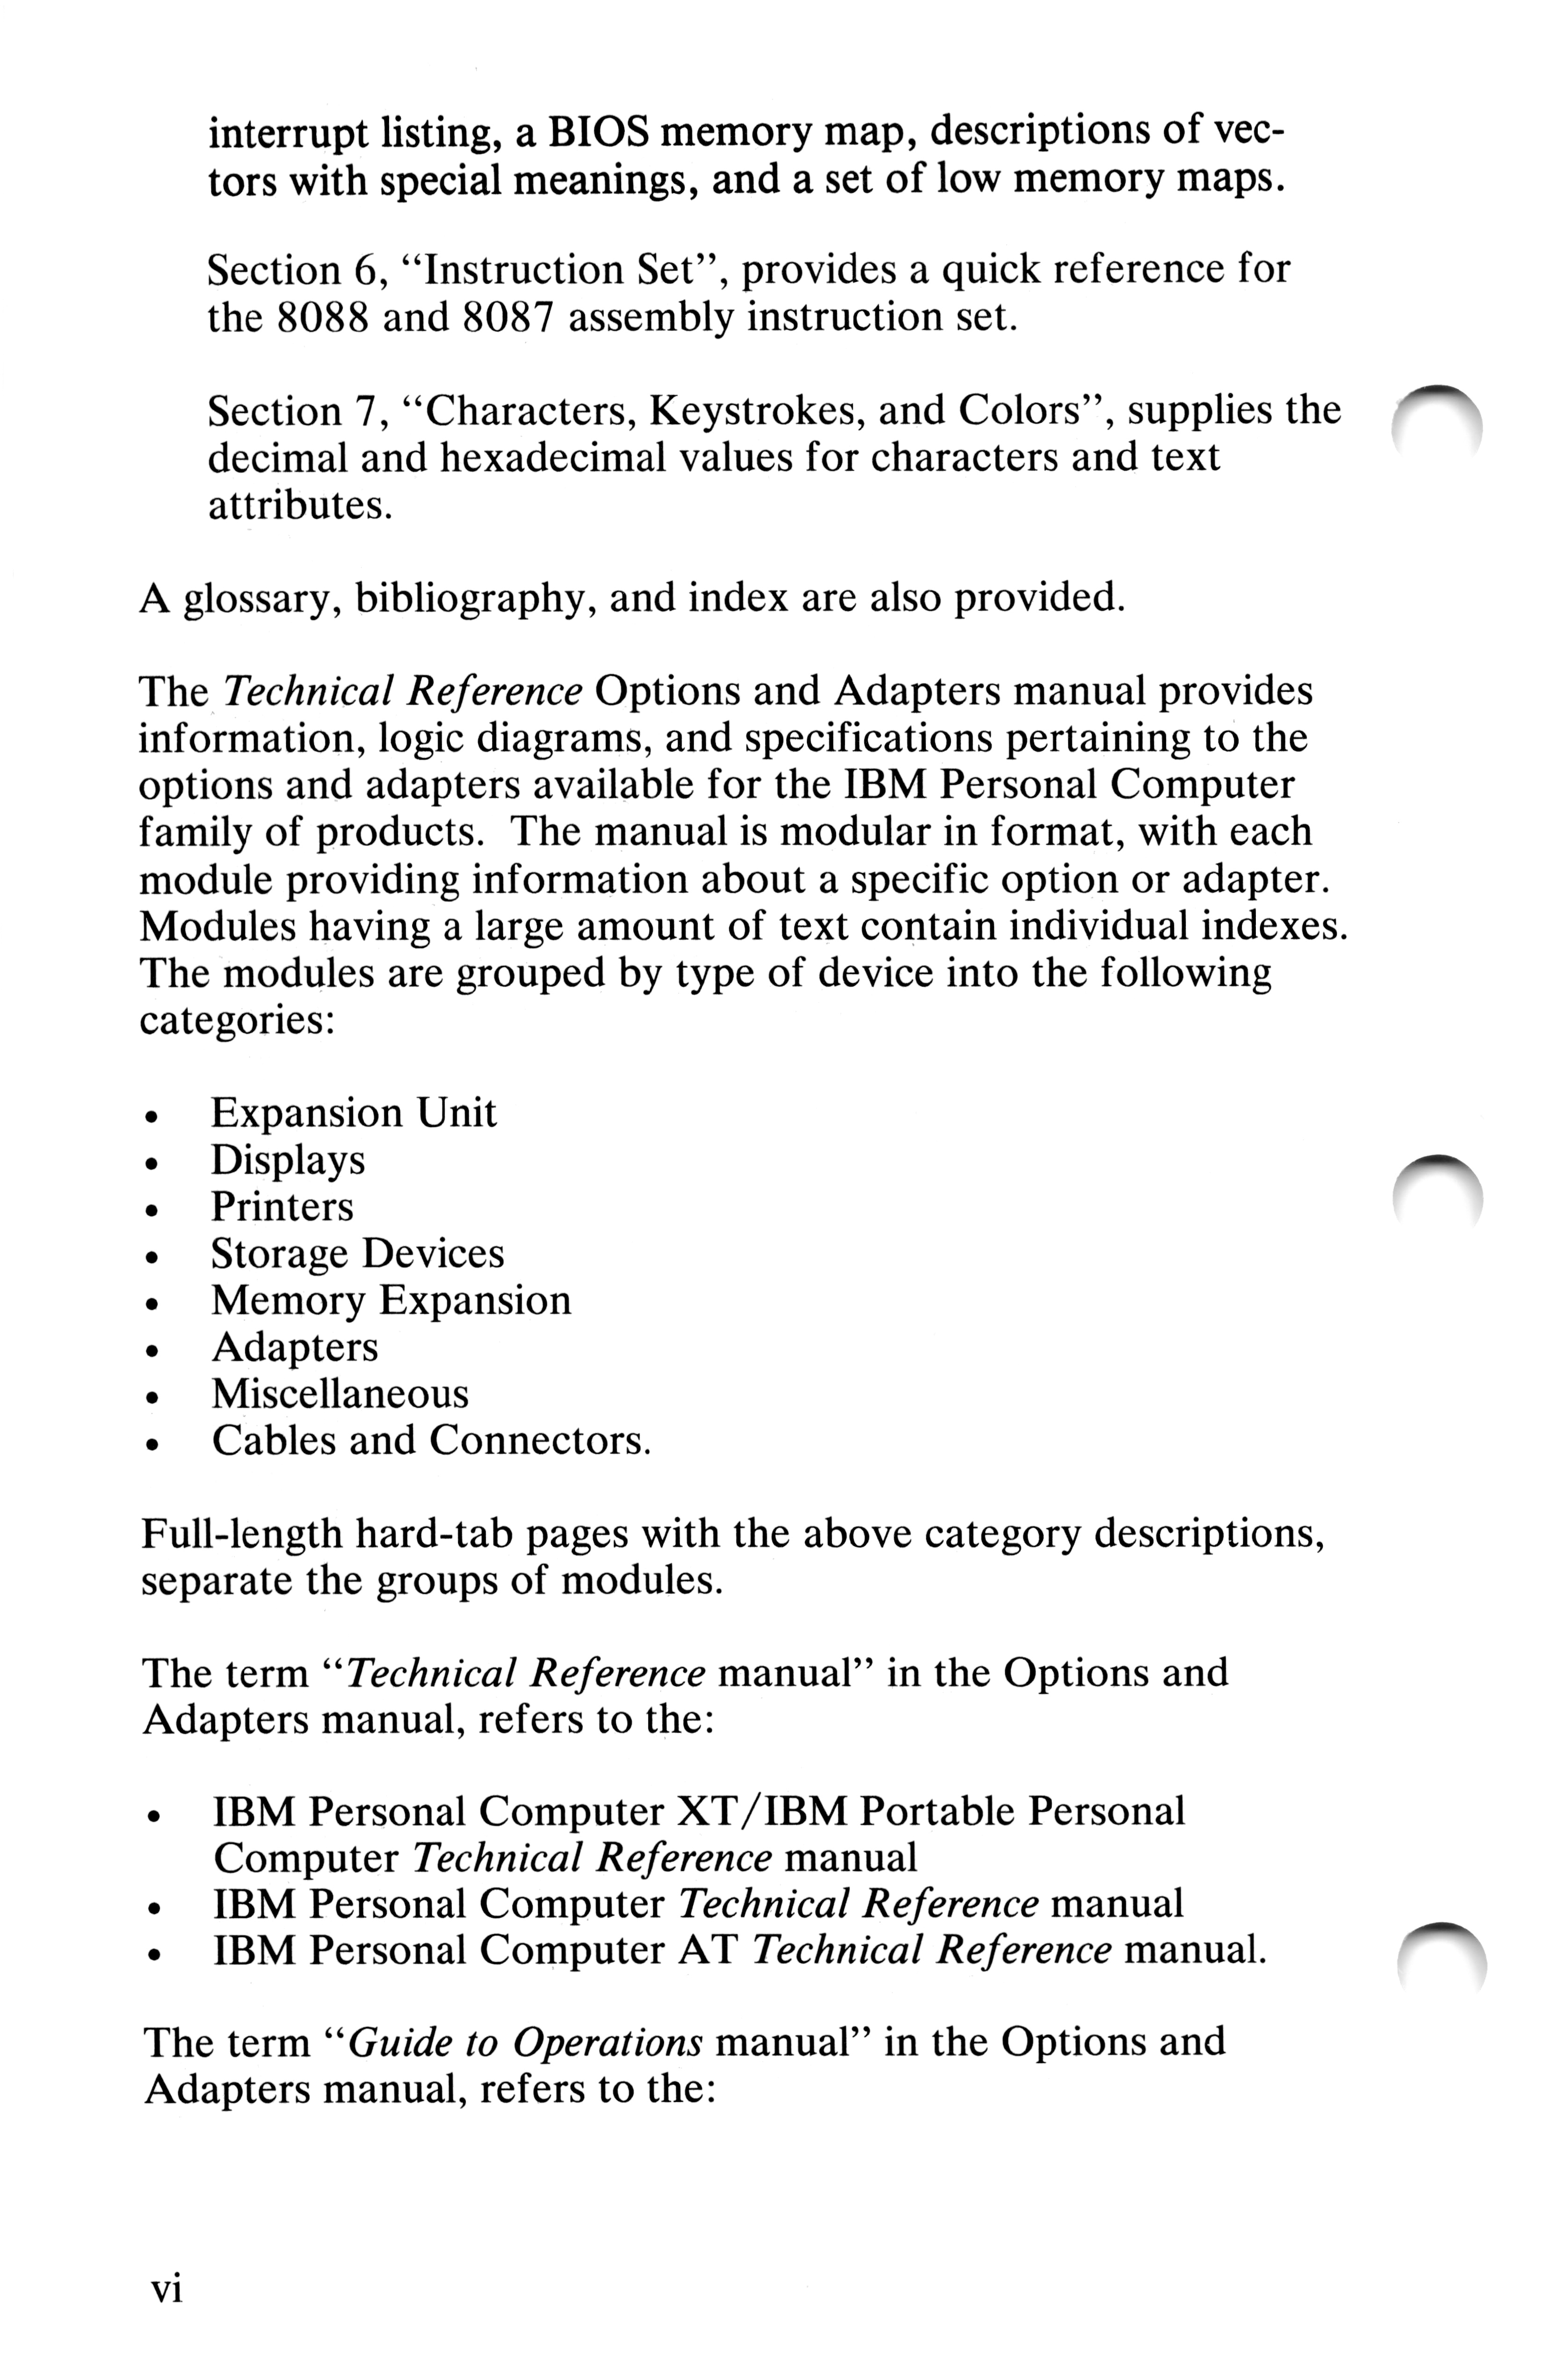 interrupt listing, a BIOS memory map, descriptions of vec-
tors with special meanings, and a set of low memory maps.
Section 6, “Instruction Set”, provides a quick reference for
the 8088 and 8087 assembly instruction set.
Section 7, “Characters, Keystrokes, and Colors”, supplies the
decimal and hexadecimal values for characters and text
attributes.
A glossary, bibliography, and index are also provided.
The Technical Reference Options and Adapters manual provides
information, logic diagrams, and specifications pertaining to the
options and adapters available for the IBM Personal Computer
family of products.  The manual is modular in format, with each
module providing information about a specific option or adapter.
Modules having a large amount of text contain individual indexes.
The modules are grouped by type of device into the following
categories:
• Expansion Unit
• Displays
• Printers
• Storage Devices
• Memory Expansion
• Adapters
• Miscellaneous
• Cables and Connectors.
Full-length hard-tab pages with the above category descriptions,
separate the groups of modules.
The term “Technical Reference manual” in the Options and
Adapters manual, refers to the:
• IBM Personal Computer XT/IBM Portable Personal
Computer Technical Reference manual
• IBM Personal Computer Technical Reference manual
• IBM Personal Computer AT Technical Reference manual.
The term “Guide to Operations manual” in the Options and
Adapters manual, refers to the:
vi